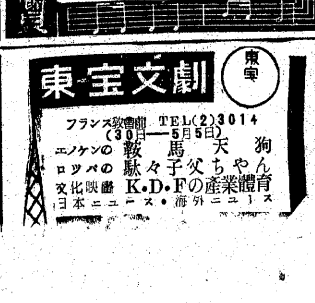 東宝
東宝文劇
フランス教會前 TEL(2)3014
(30日——5月5日)
エノケンの 鞍馬天狗
ロッパの 駄々子父ちゃん
文化映画 K・D・Fの産業體育
日本ニュース・海外ニュース